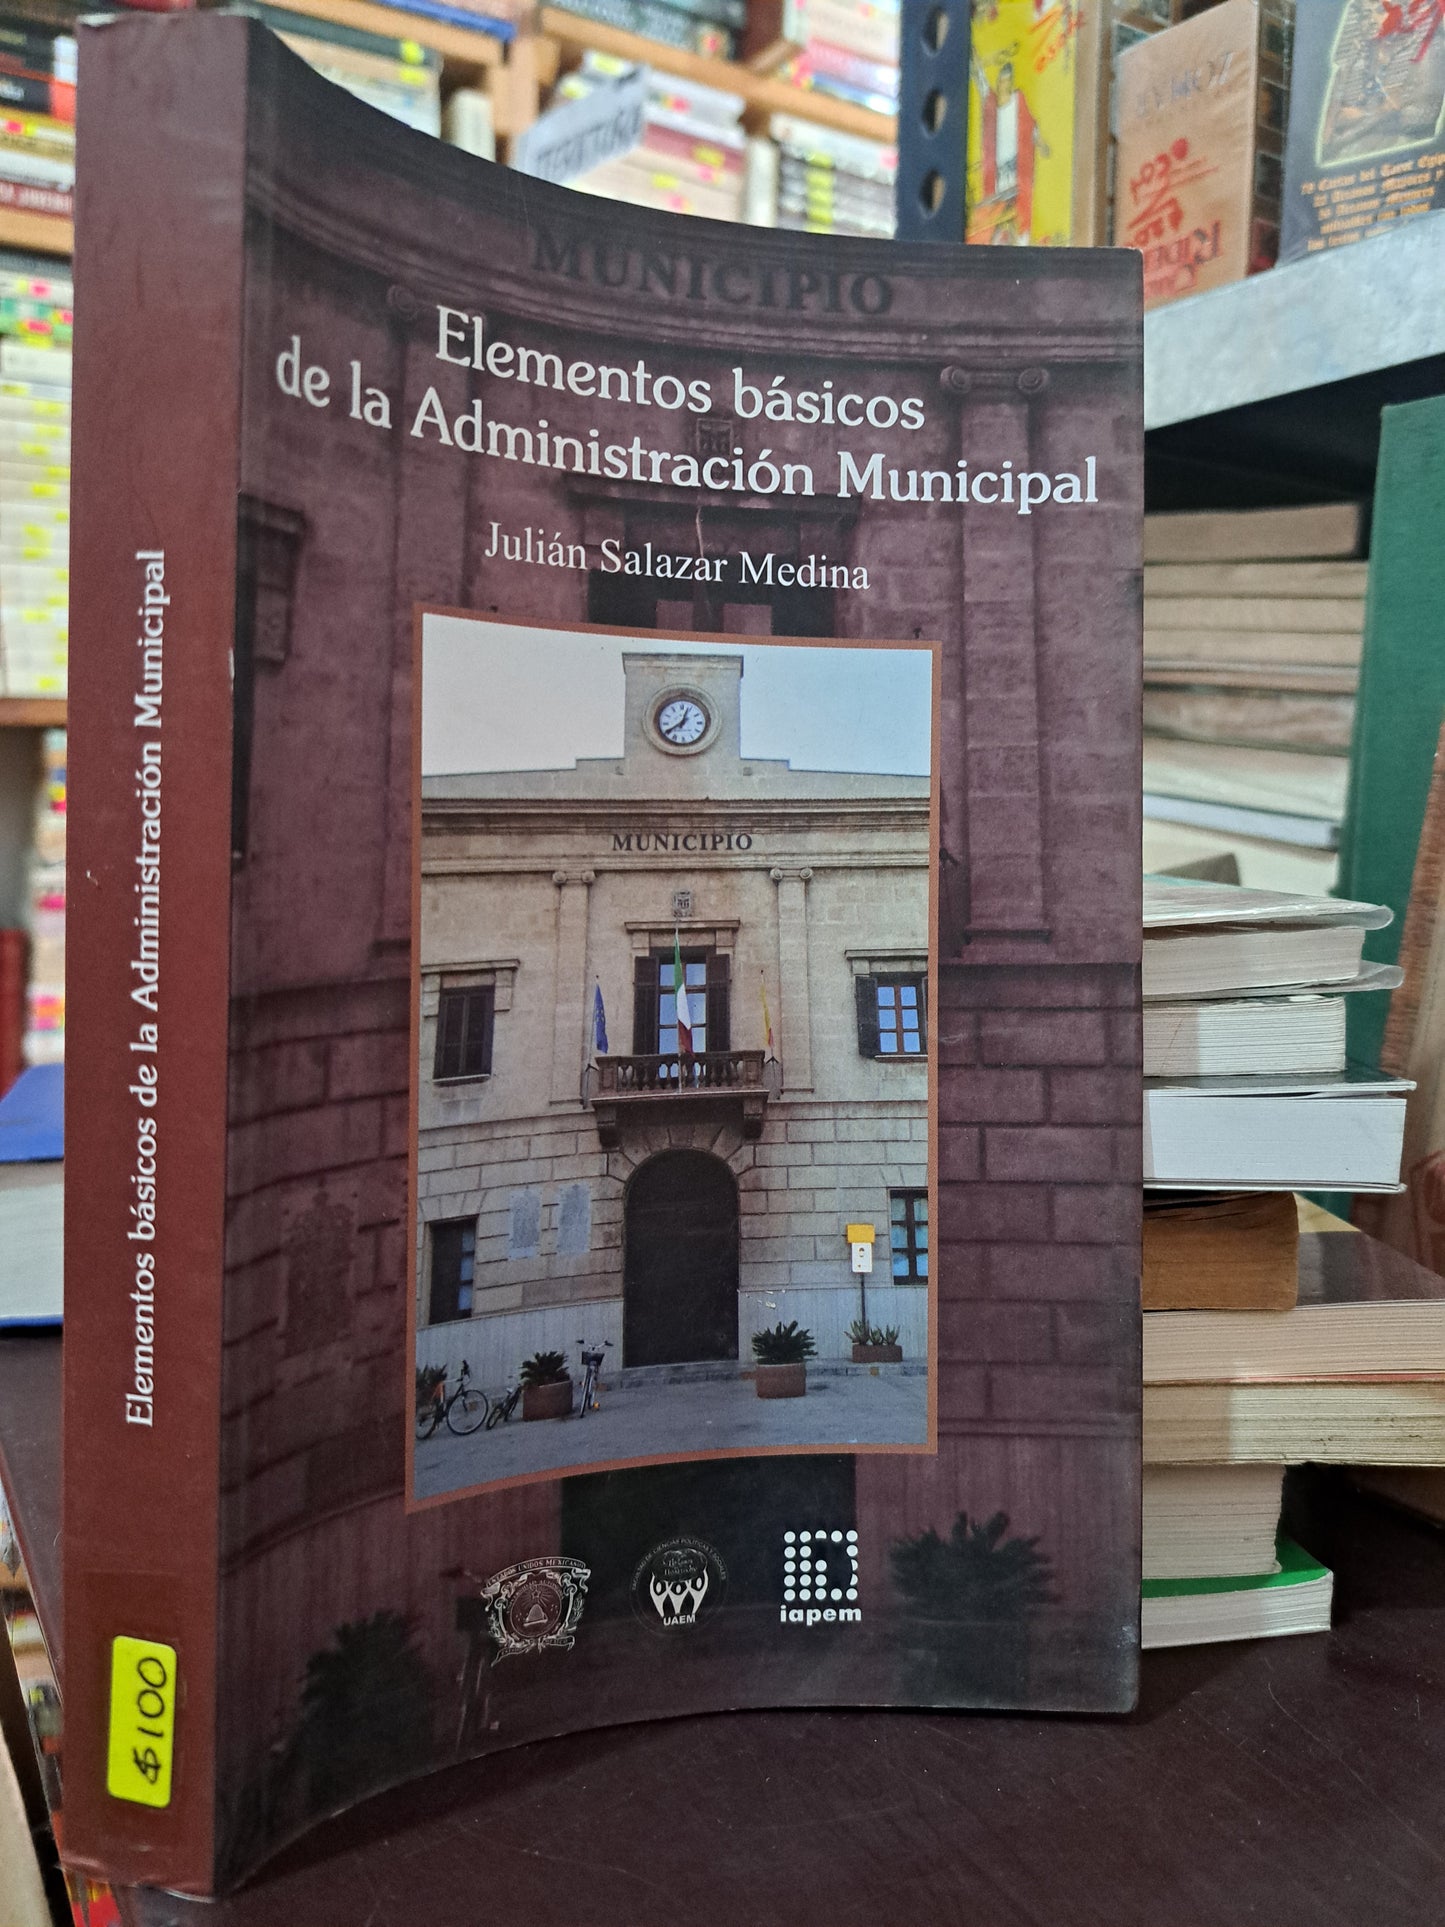 MUNICIPIO
Elementos básicos
de la Administración Municipal
Julián Salazar Medina
MUNICIPIO
UAEM
iapem
Elementos básicos de la Administración Municipal
$100